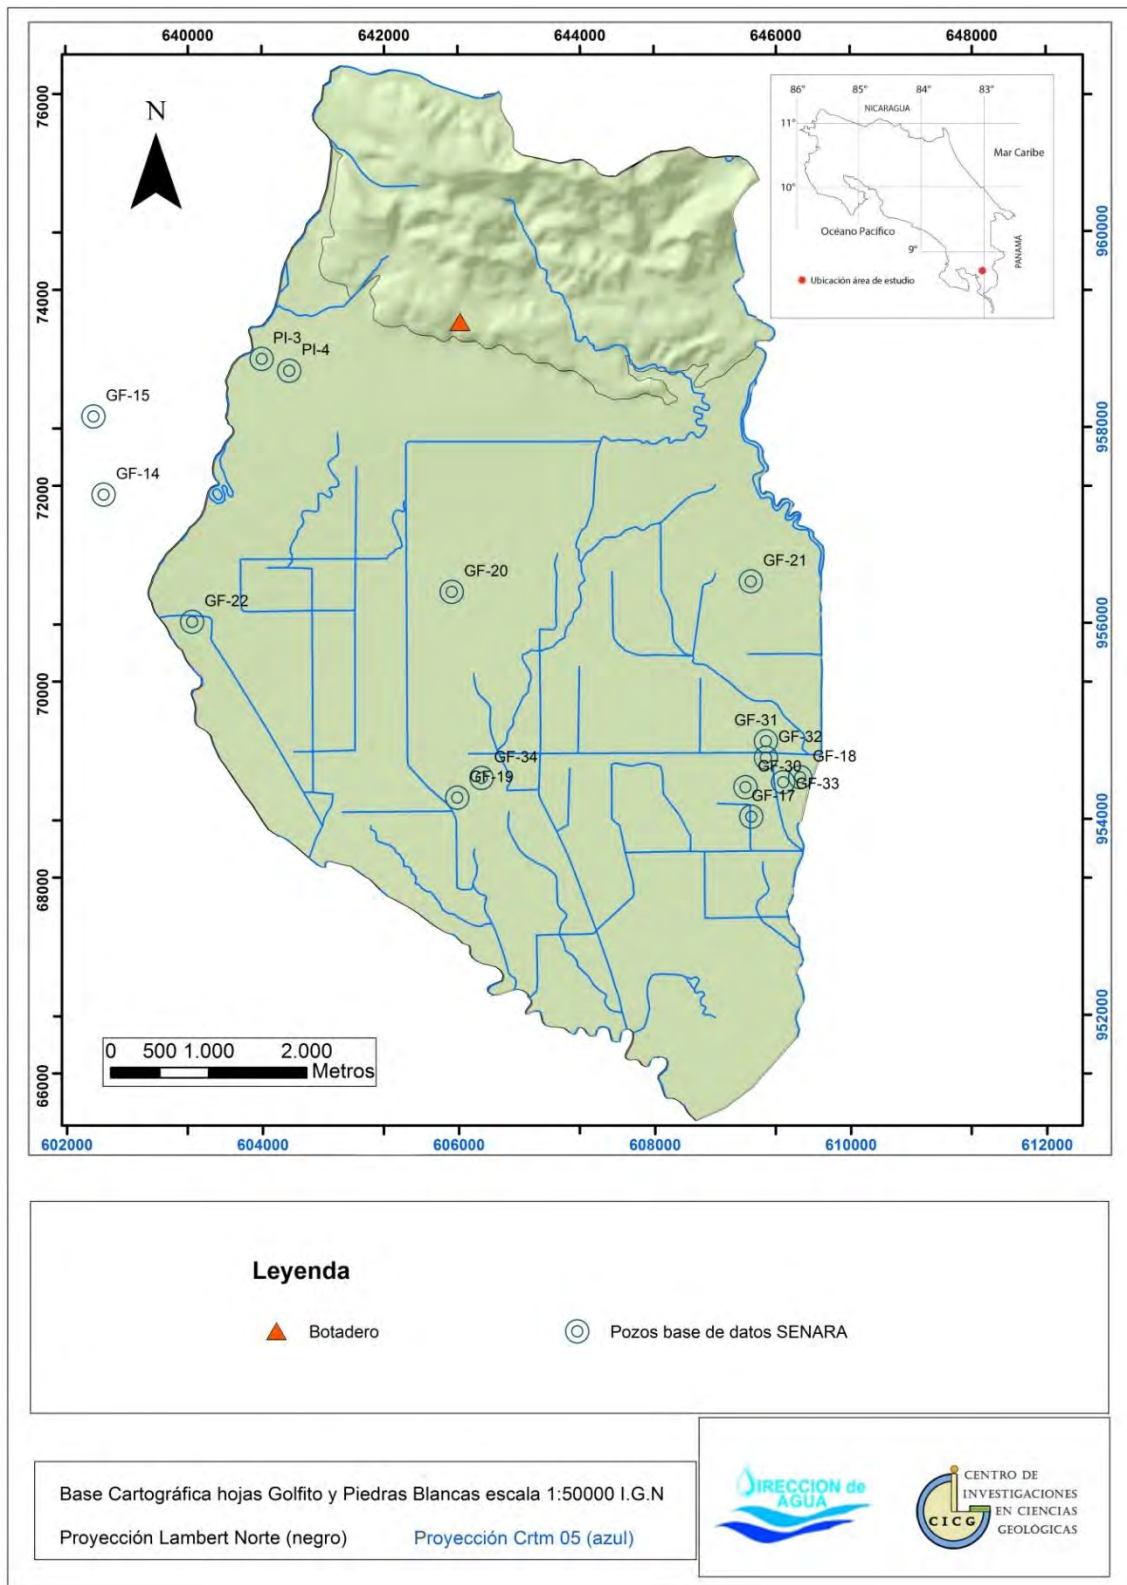 640000 642000 644000 646000 648000
76000
74000
72000
70000
68000
66000
960000
958000
956000
954000
952000
602000 604000 606000 608000 610000 612000
N
86° 85° 84° 83°
11°
10°
9°
NICARAGUA
Mar Caribe
Océano Pacífico
PANAMÁ
Ubicación área de estudio
PI-3
PI-4
GF-15
GF-14
GF-20
GF-21
GF-22
GF-31
GF-32
GF-34
GF-18
GF-30
GF-19
GF-33
GF-17
0 500 1.000 2.000
Metros
Leyenda
Botadero
Pozos base de datos SENARA
Base Cartográfica hojas Golfito y Piedras Blancas escala 1:50000 I.G.N
Proyección Lambert Norte (negro) Proyección Crtm 05 (azul)
DIRECCION de
AGUA
CICG
CENTRO DE
INVESTIGACIONES
EN CIENCIAS
GEOLÓGICAS